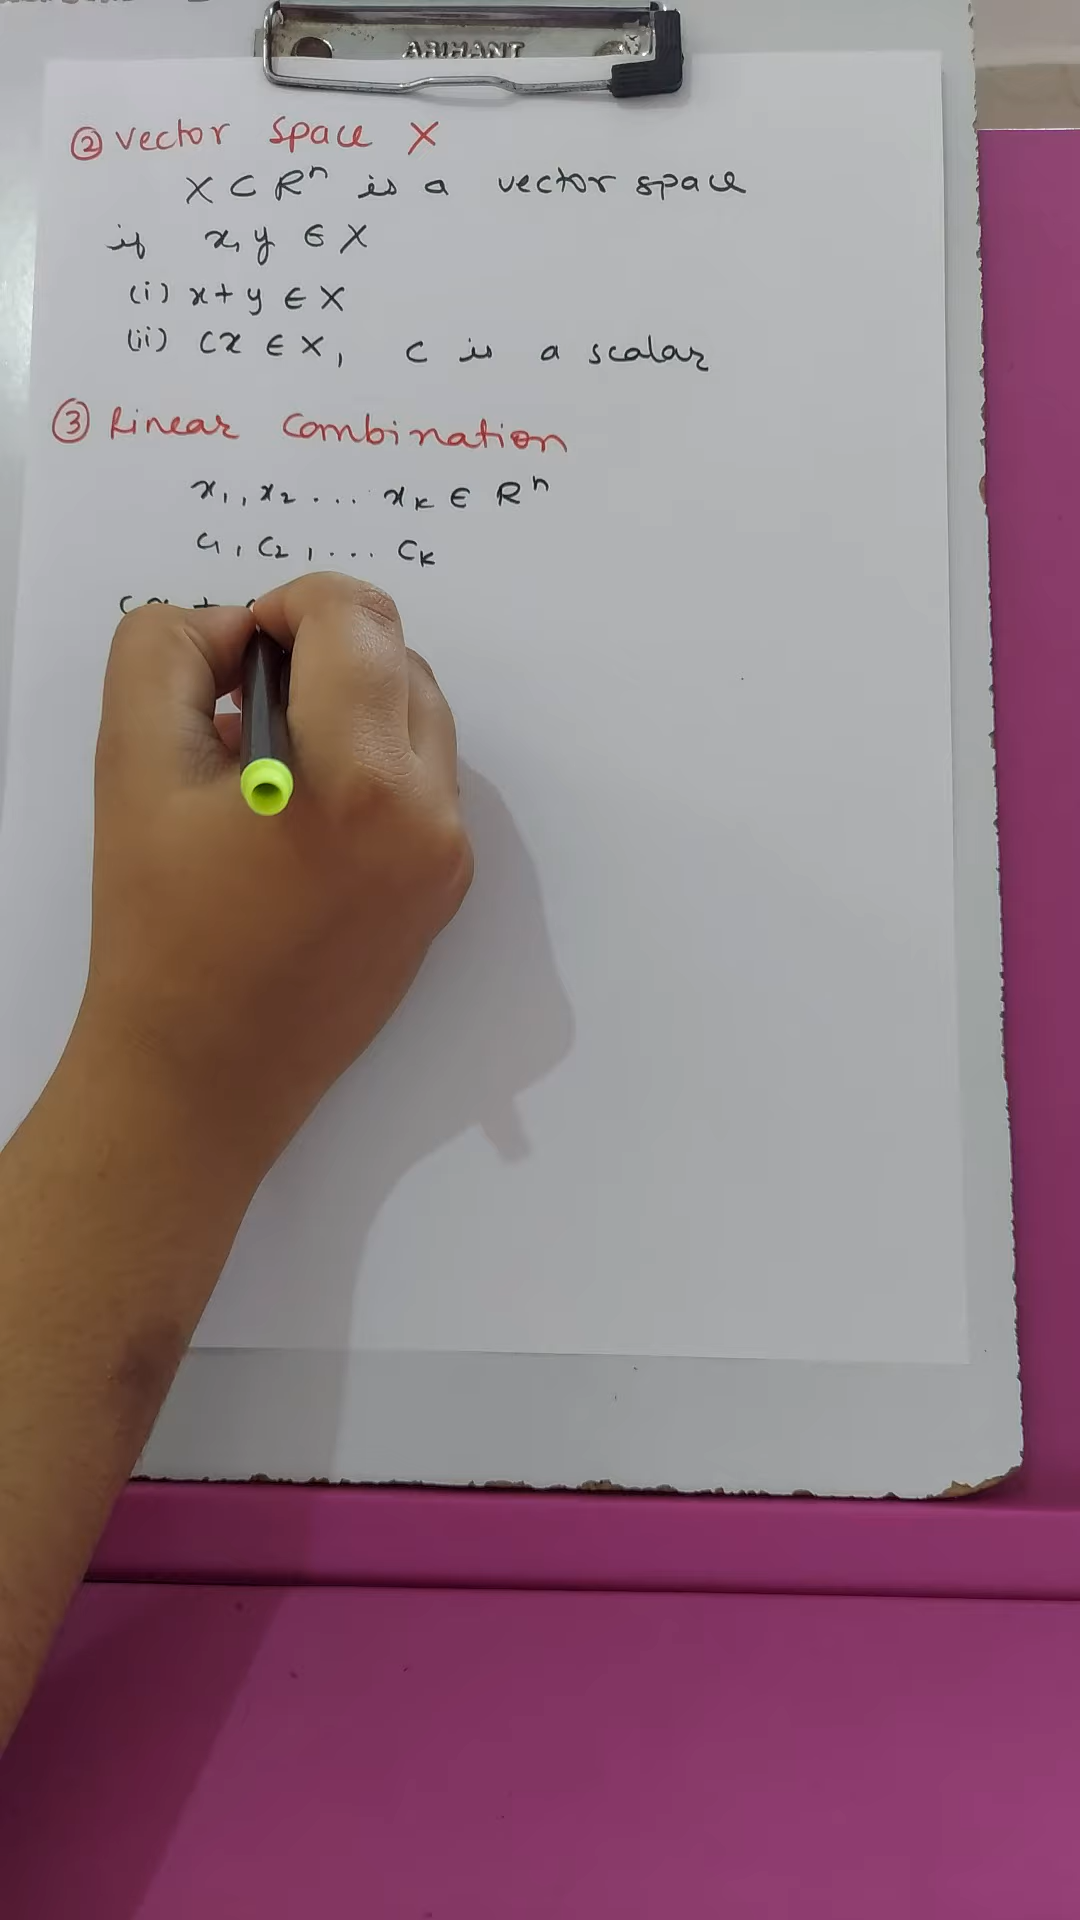 ARIHANT
② Vector Space X
X ⊂ Rⁿ is a vector space
if x, y ∈ X
(i) x+y ∈ X
(ii) cx ∈ X, c is a scalar
③ Linear Combination
x₁, x₂ ... xₖ ∈ Rⁿ
c₁, c₂, ... cₖ